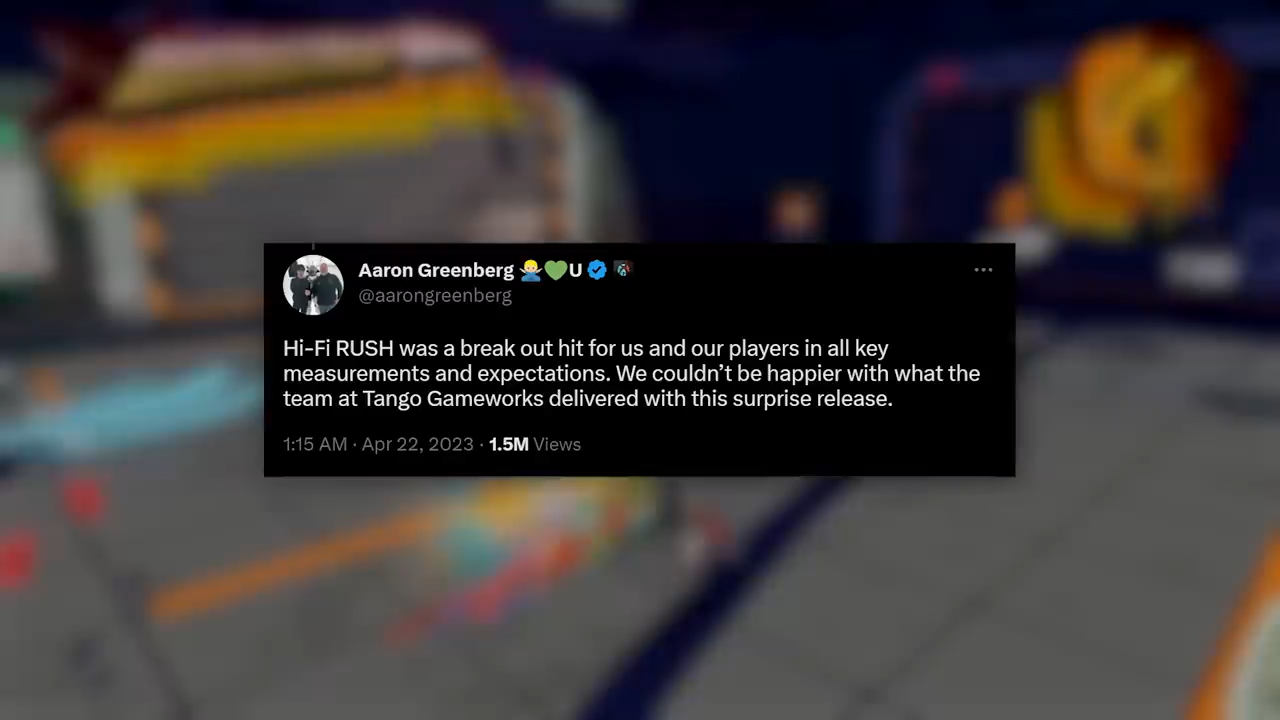 Aaron Greenberg 🙅🏼‍♂️💚U
@aarongreenberg
Hi-Fi RUSH was a break out hit for us and our players in all key
measurements and expectations. We couldn’t be happier with what the
team at Tango Gameworks delivered with this surprise release.
1:15 AM · Apr 22, 2023 · 1.5M Views